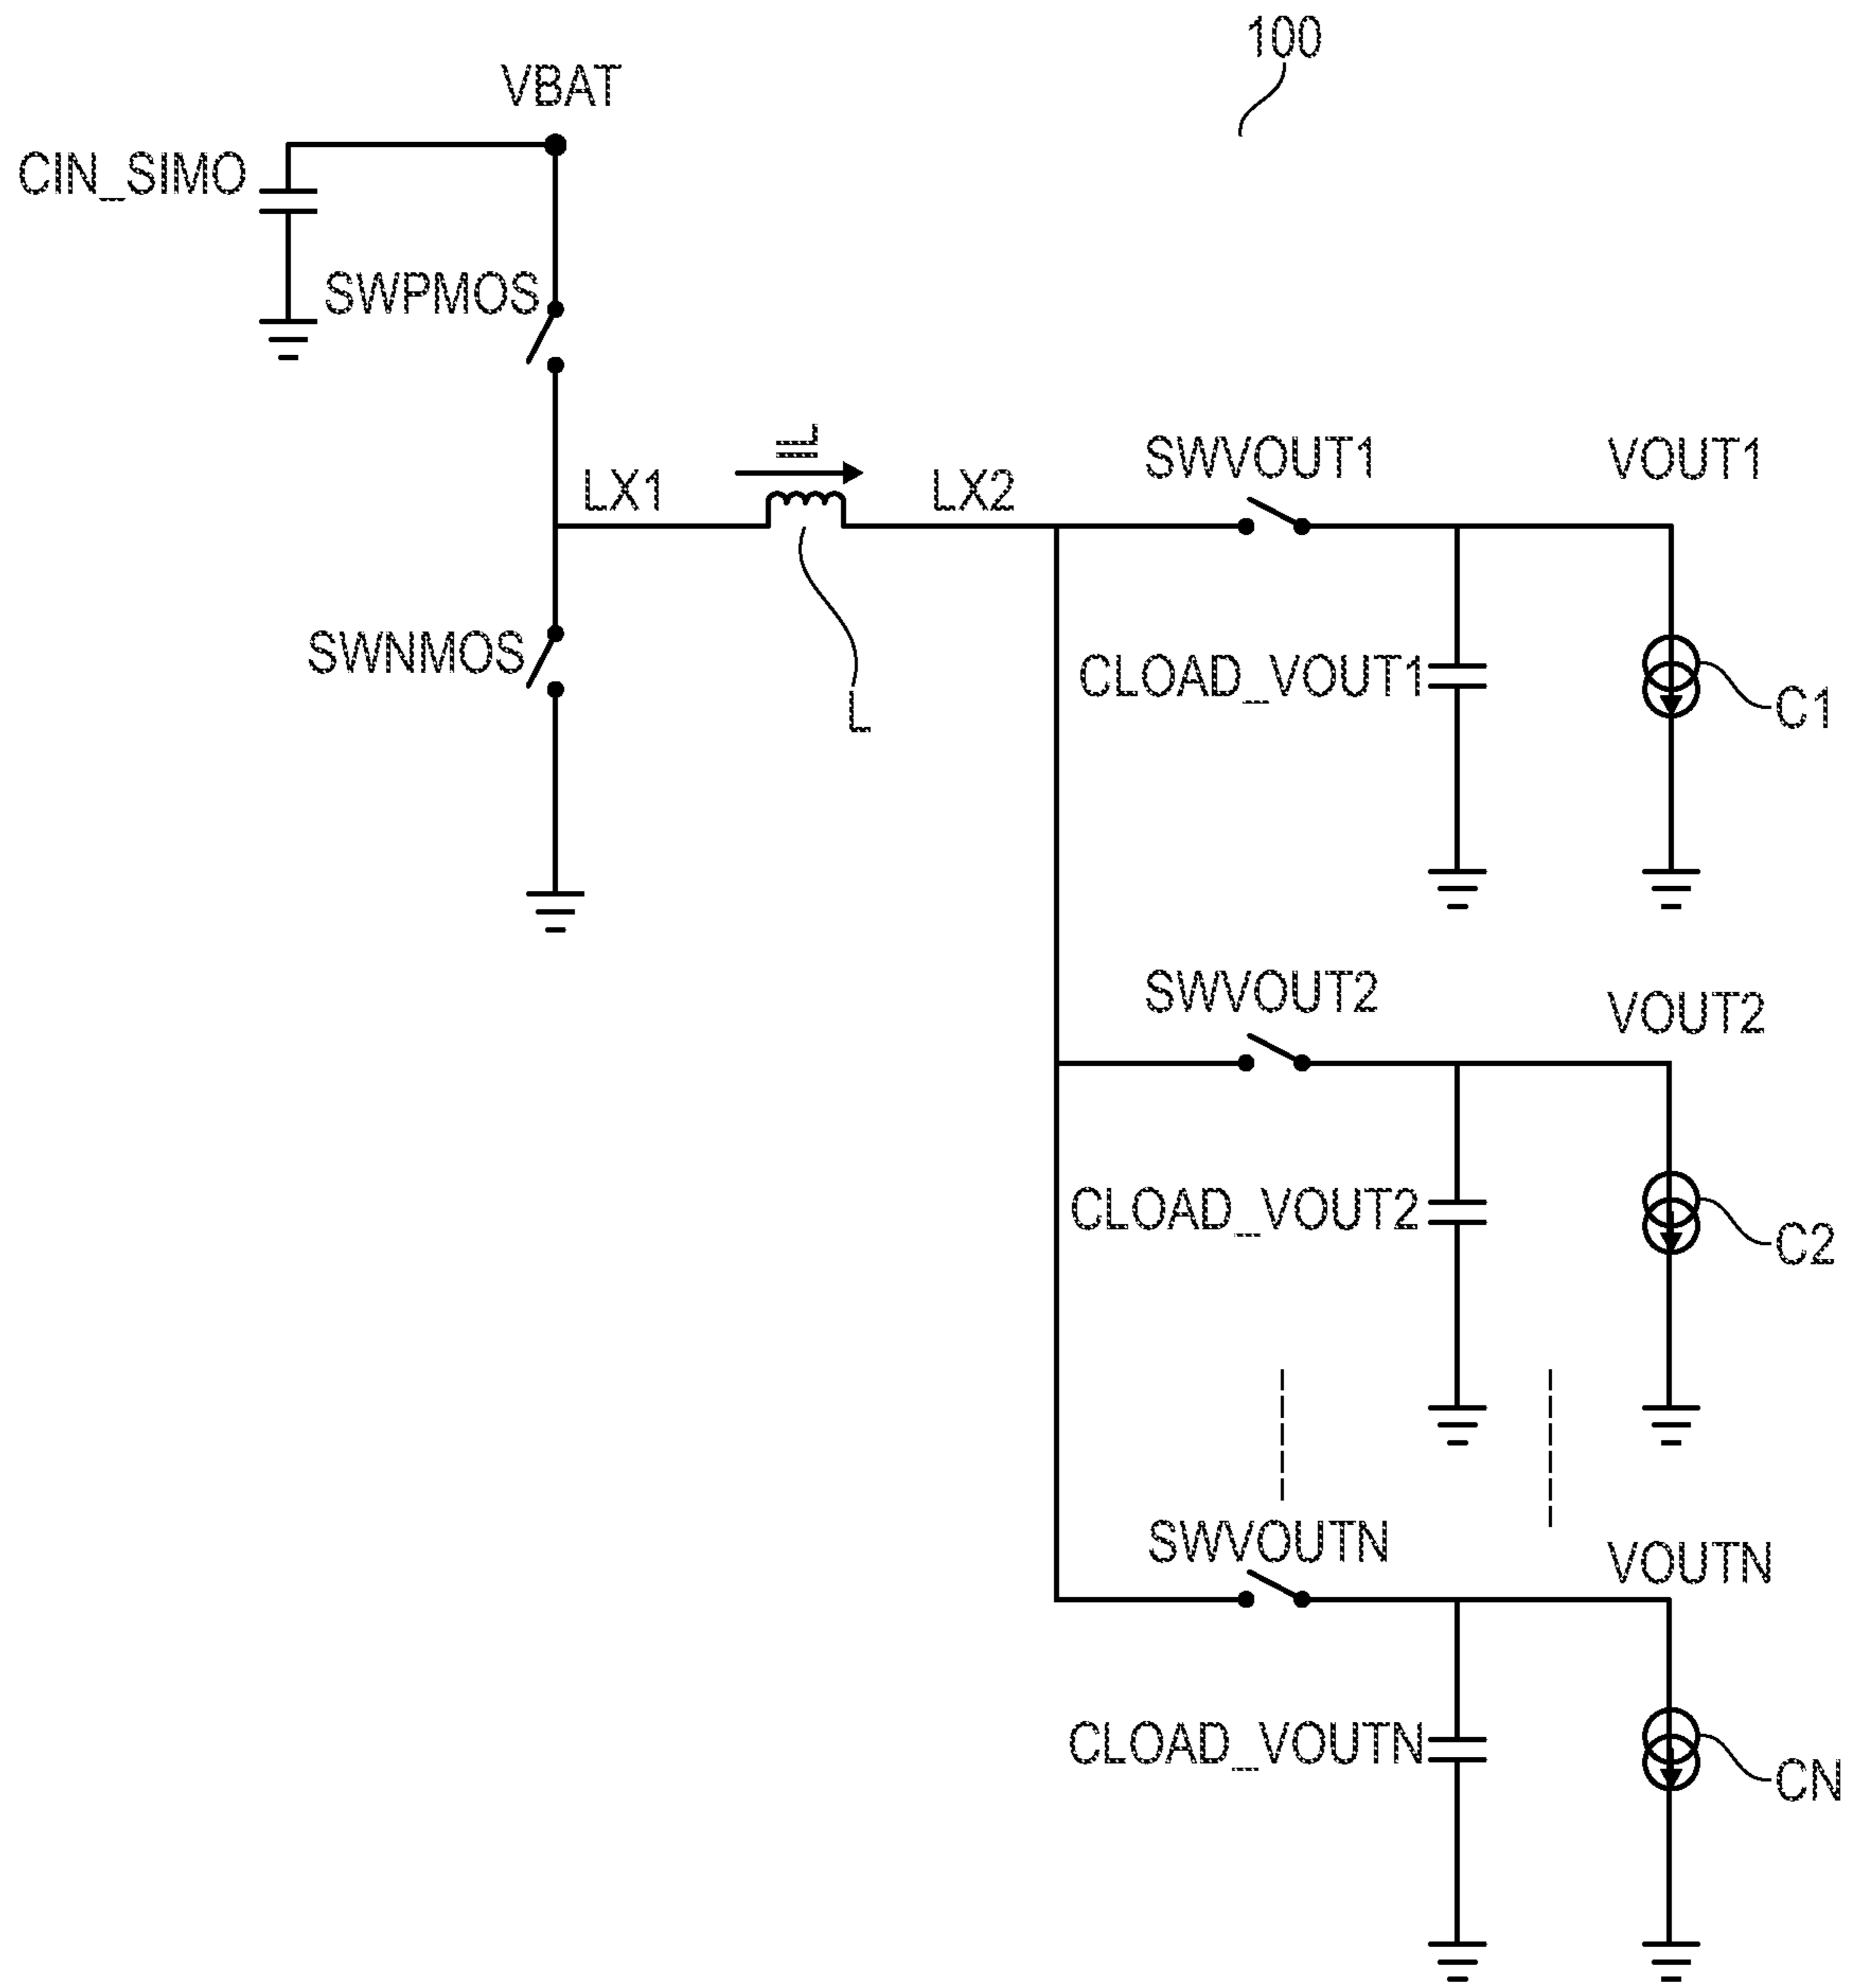 100
VBAT
CIN_SIMO
SWPMOS
IL
LX1
LX2
SWVOUT1
VOUT1
SWNMOS
L
CLOAD_VOUT1
C1
SWVOUT2
VOUT2
CLOAD_VOUT2
C2
SWVOUTN
VOUTN
CLOAD_VOUTN
CN